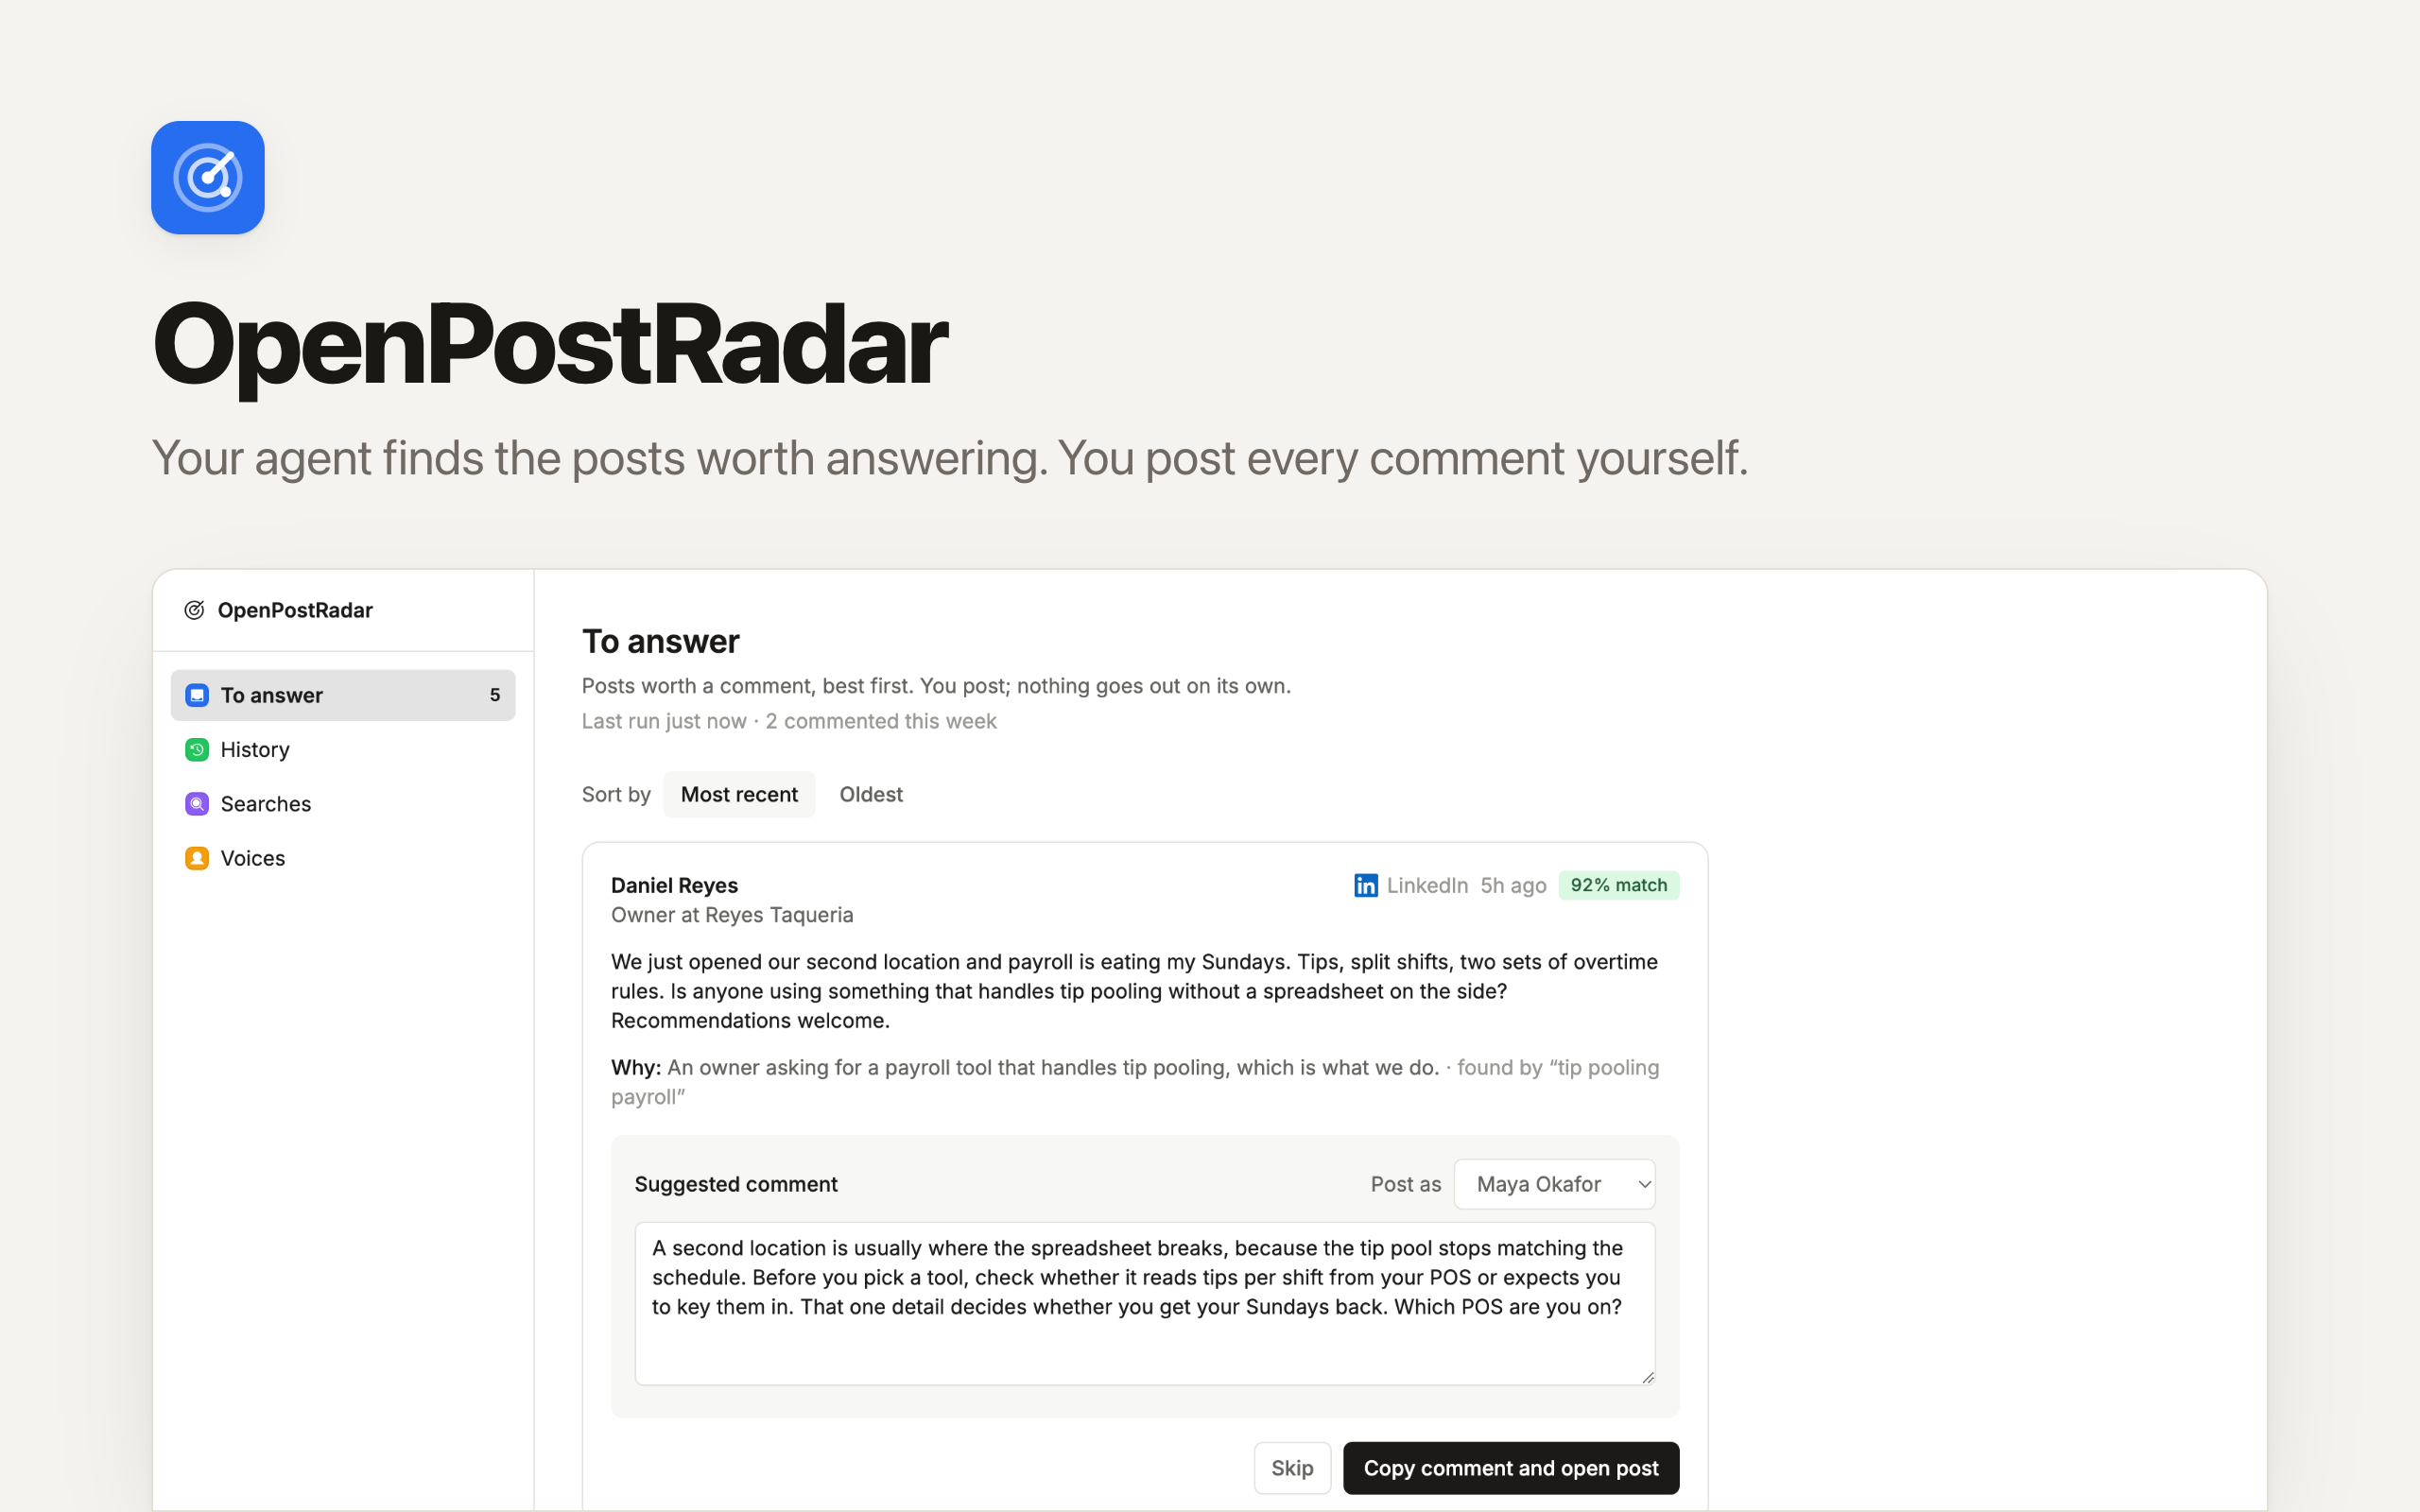 OpenPostRadar
Your agent finds the posts worth answering. You post every comment yourself.
OpenPostRadar
To answer 5
History
Searches
Voices
To answer
Posts worth a comment, best first. You post; nothing goes out on its own.
Last run just now · 2 commented this week
Sort by Most recent Oldest
Daniel Reyes
Owner at Reyes Taqueria
in LinkedIn 5h ago 92% match
We just opened our second location and payroll is eating my Sundays. Tips, split shifts, two sets of overtime
rules. Is anyone using something that handles tip pooling without a spreadsheet on the side?
Recommendations welcome.
Why: An owner asking for a payroll tool that handles tip pooling, which is what we do. · found by “tip pooling
payroll”
Suggested comment Post as Maya Okafor
A second location is usually where the spreadsheet breaks, because the tip pool stops matching the
schedule. Before you pick a tool, check whether it reads tips per shift from your POS or expects you
to key them in. That one detail decides whether you get your Sundays back. Which POS are you on?
Skip Copy comment and open post